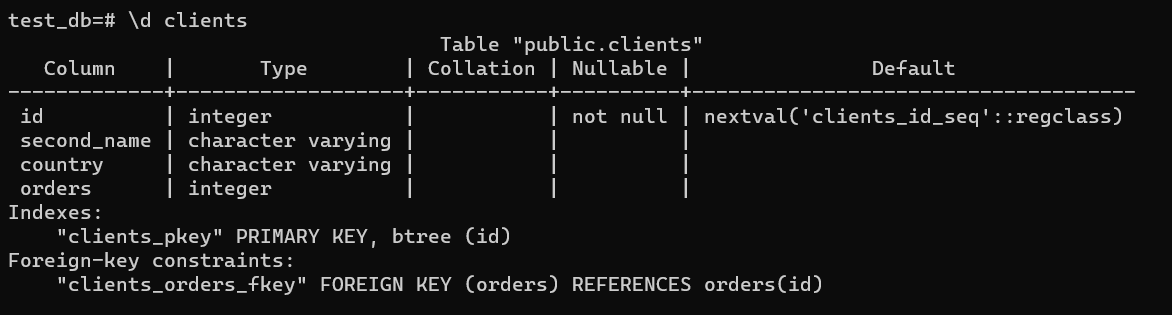 test_db=# \d clients
                                    Table "public.clients"
   Column    |       Type        | Collation | Nullable |               Default
-------------+-------------------+-----------+----------+-------------------------------------
 id          | integer           |           | not null | nextval('clients_id_seq'::regclass)
 second_name | character varying |           |          |
 country     | character varying |           |          |
 orders      | integer           |           |          |
Indexes:
    "clients_pkey" PRIMARY KEY, btree (id)
Foreign-key constraints:
    "clients_orders_fkey" FOREIGN KEY (orders) REFERENCES orders(id)